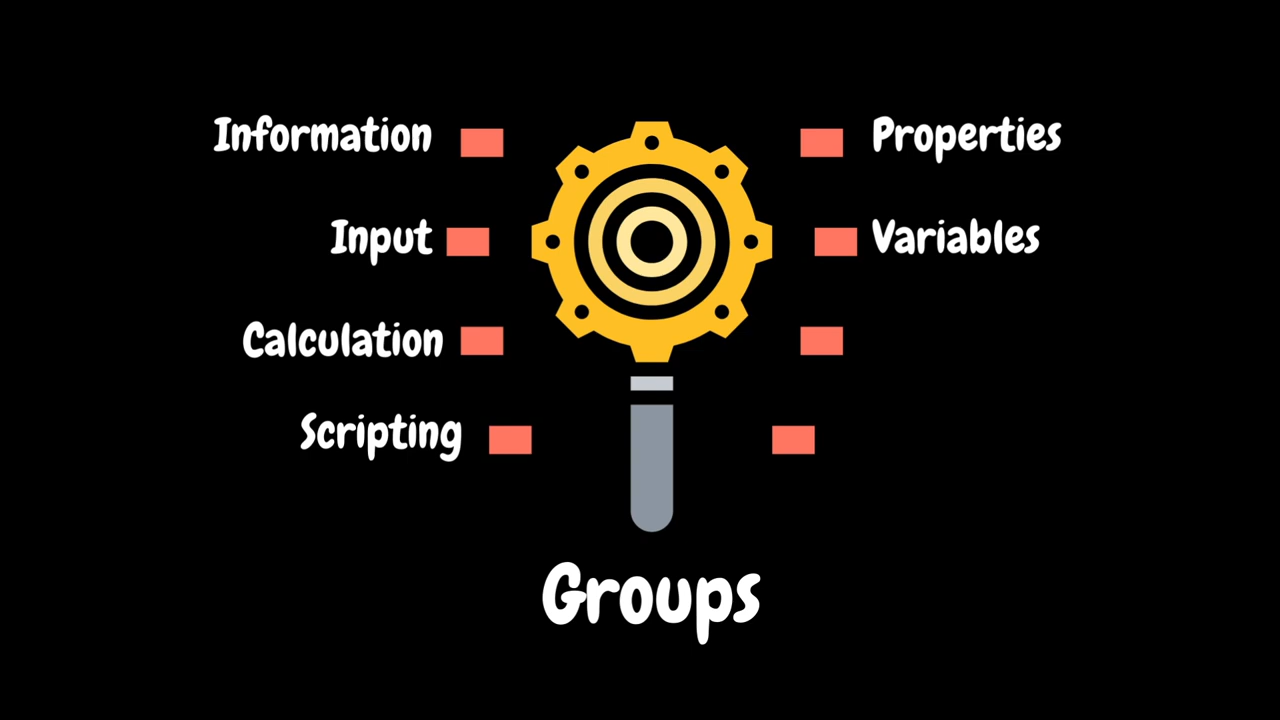 Information
Input
Calculation
Scripting
Properties
Variables
Groups